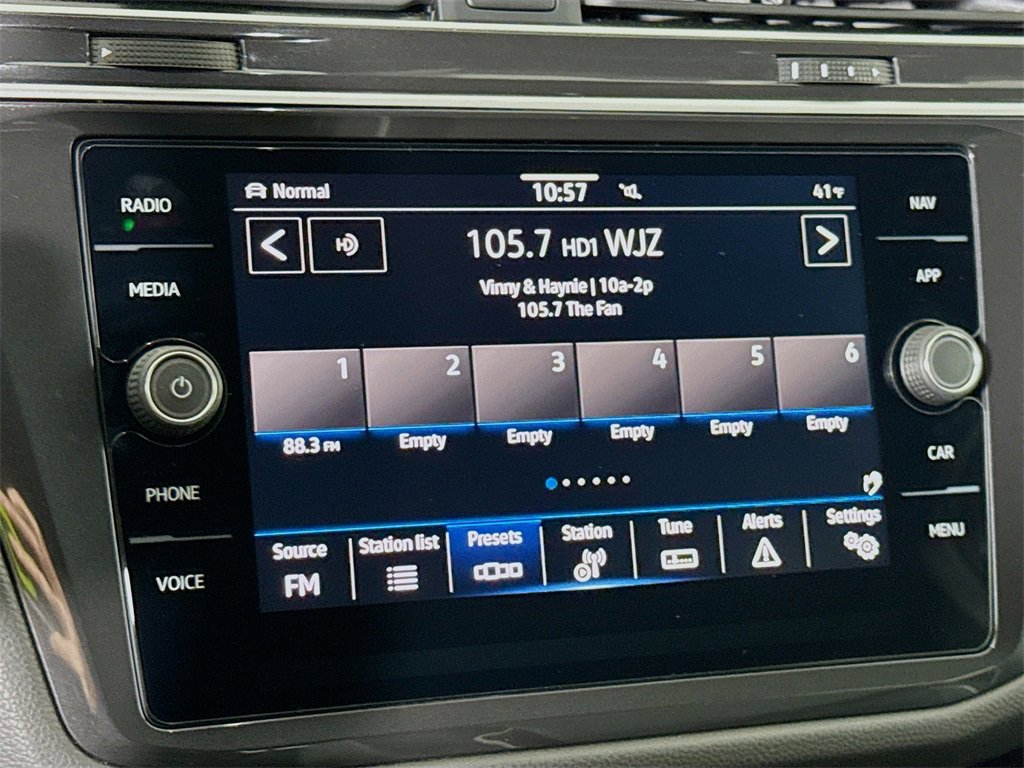 Normal 10:57 41°F
RADIO
NAV
HD
105.7 HD1 WJZ
MEDIA
APP
Vinny & Haynie | 10a-2p
105.7 The Fan
1 2 3 4 5 6
88.3 FM Empty Empty Empty Empty Empty
CAR
PHONE
MENU
Source Station list Presets Station Tune Alerts Settings
FM
VOICE